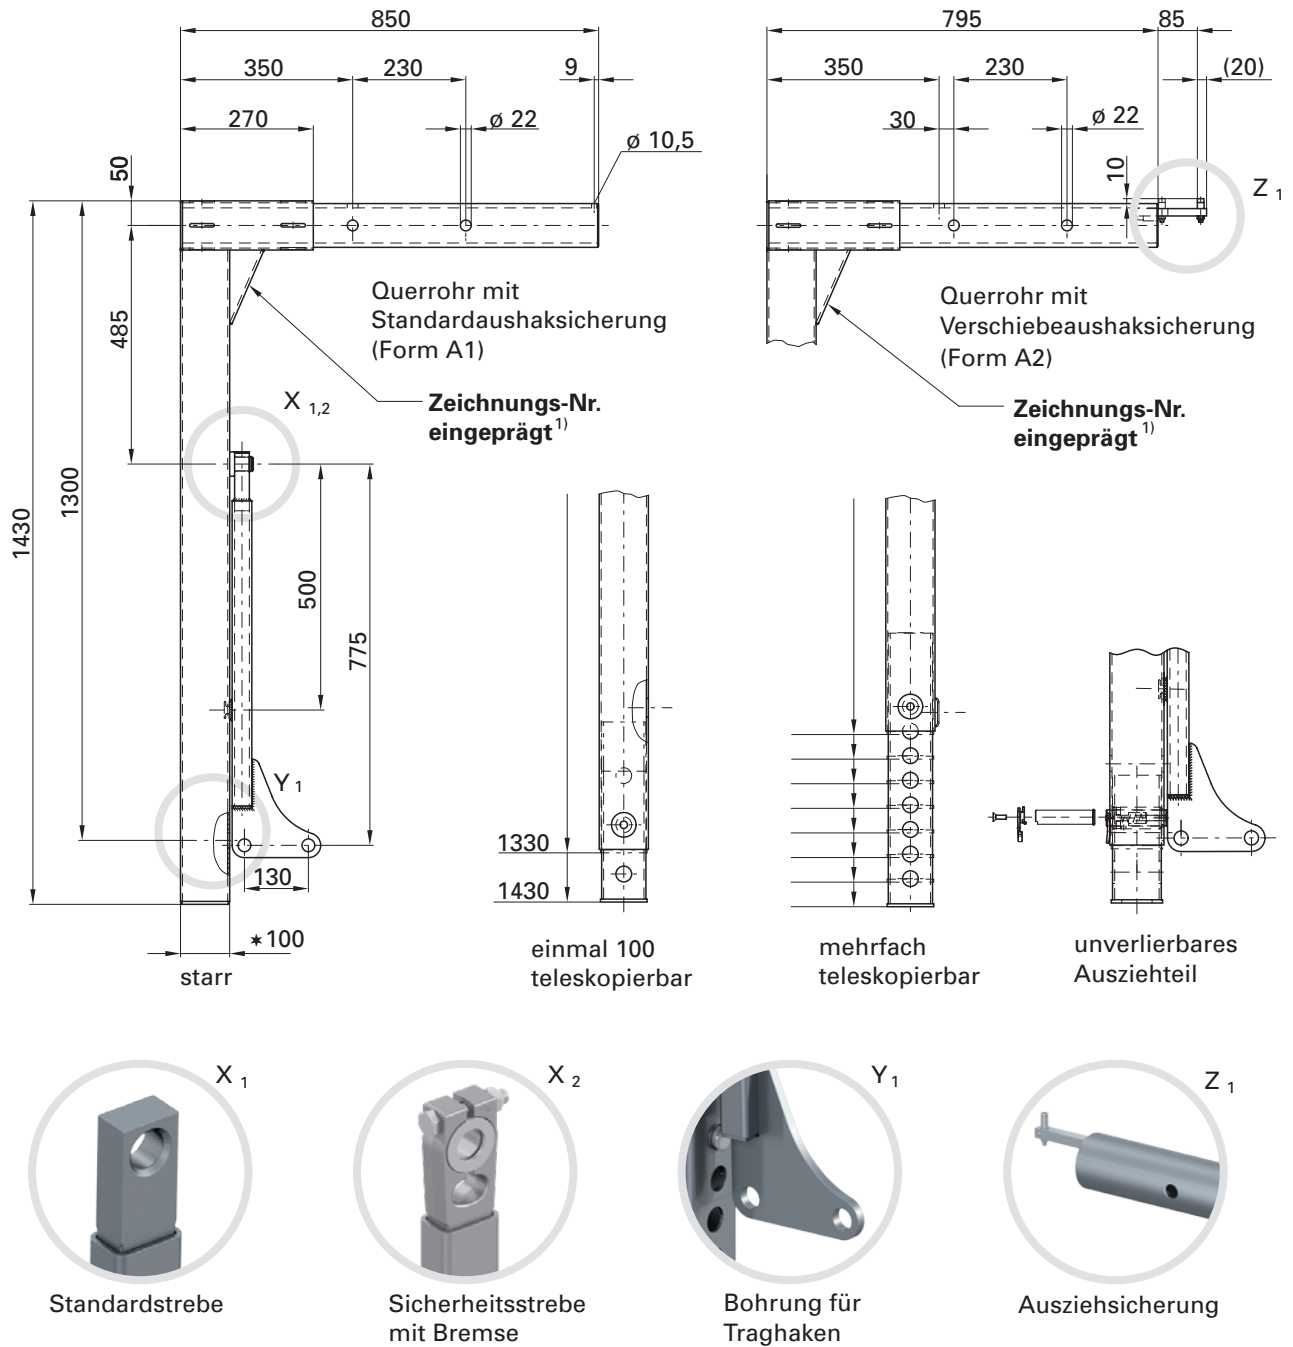 850
350
230
9
270
ø 22
ø 10,5
50
485
1300
1430
500
775
130
★100
X 1,2
Y 1
Querrohr mit
Standardaushaksicherung
(Form A1)
Zeichnungs-Nr.
eingeprägt 1)
starr
795
85
350
230
(20)
30
ø 22
10
Z 1
Querrohr mit
Verschiebeaushaksicherung
(Form A2)
Zeichnungs-Nr.
eingeprägt 1)
1330
1430
einmal 100
teleskopierbar
mehrfach
teleskopierbar
unverlierbares
Ausziehteil
X 1
Standardstrebe
X 2
Sicherheitsstrebe
mit Bremse
Y 1
Bohrung für
Traghaken
Z 1
Ausziehsicherung